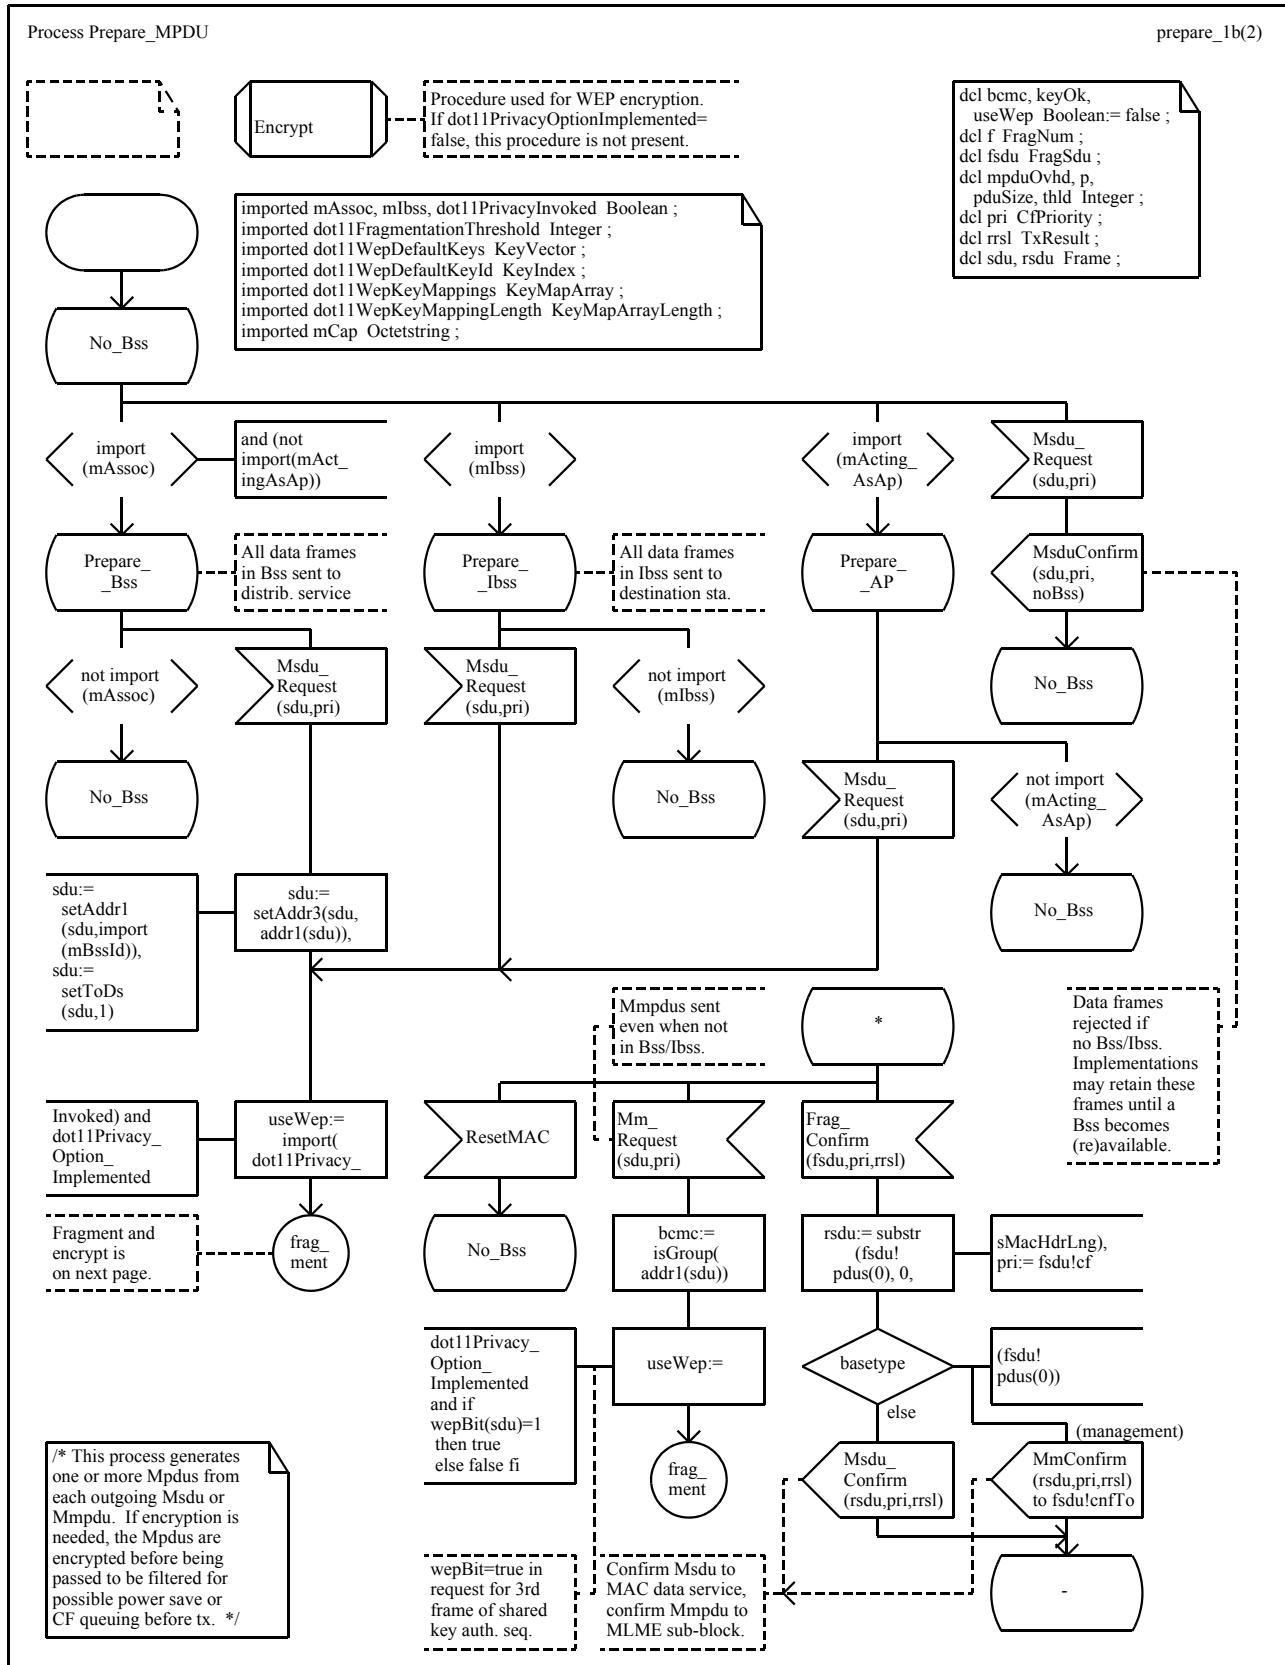 Process Prepare_MPDU
prepare_1b(2)
Encrypt
Procedure used for WEP encryption.
If dot11PrivacyOptionImplemented=
false, this procedure is not present.
dcl bcmc, keyOk,
useWep Boolean:= false ;
dcl f FragNum ;
dcl fsdu FragSdu ;
dcl mpduOvhd, p,
pduSize, thld Integer ;
dcl pri CfPriority ;
dcl rrsl TxResult ;
dcl sdu, rsdu Frame ;
imported mAssoc, mIbss, dot11PrivacyInvoked Boolean ;
imported dot11FragmentationThreshold Integer ;
imported dot11WepDefaultKeys KeyVector ;
imported dot11WepDefaultKeyId KeyIndex ;
imported dot11WepKeyMappings KeyMapArray ;
imported dot11WepKeyMappingLength KeyMapArrayLength ;
imported mCap Octetstring ;
No_Bss
import
(mAssoc)
and (not
import(mAct_
ingAsAp))
import
(mIbss)
import
(mActing_
AsAp)
Msdu_
Request
(sdu,pri)
Prepare_
_Bss
All data frames
in Bss sent to
distrib. service
Prepare_
_Ibss
All data frames
in Ibss sent to
destination sta.
Prepare_
_AP
MsduConfirm
(sdu,pri,
noBss)
not import
(mAssoc)
Msdu_
Request
(sdu,pri)
Msdu_
Request
(sdu,pri)
not import
(mIbss)
No_Bss
No_Bss
No_Bss
Msdu_
Request
(sdu,pri)
not import
(mActing_
AsAp)
No_Bss
sdu:=
setAddr1
(sdu,import
(mBssId)),
sdu:=
setToDs
(sdu,1)
sdu:=
setAddr3(sdu,
addr1(sdu)),
Mmpdus sent
even when not
in Bss/Ibss.
*
Data frames
rejected if
no Bss/Ibss.
Implementations
may retain these
frames until a
Bss becomes
(re)available.
Invoked) and
dot11Privacy_
Option_
Implemented
useWep:=
import(
dot11Privacy_
ResetMAC
Mm_
Request
(sdu,pri)
Frag_
Confirm
(fsdu,pri,rrsl)
Fragment and
encrypt is
on next page.
frag_
ment
No_Bss
bcmc:=
isGroup(
addr1(sdu))
rsdu:= substr
(fsdu!
pdus(0), 0,
sMacHdrLng),
pri:= fsdu!cf
dot11Privacy_
Option_
Implemented
and if
wepBit(sdu)=1
then true
else false fi
useWep:=
basetype
(fsdu!
pdus(0))
else
(management)
frag_
ment
Msdu_
Confirm
(rsdu,pri,rrsl)
MmConfirm
(rsdu,pri,rrsl)
to fsdu!cnfTo
/* This process generates
one or more Mpdus from
each outgoing Msdu or
Mmpdu. If encryption is
needed, the Mpdus are
encrypted before being
passed to be filtered for
possible power save or
CF queuing before tx. */
wepBit=true in
request for 3rd
frame of shared
key auth. seq.
Confirm Msdu to
MAC data service,
confirm Mmpdu to
MLME sub-block.
-